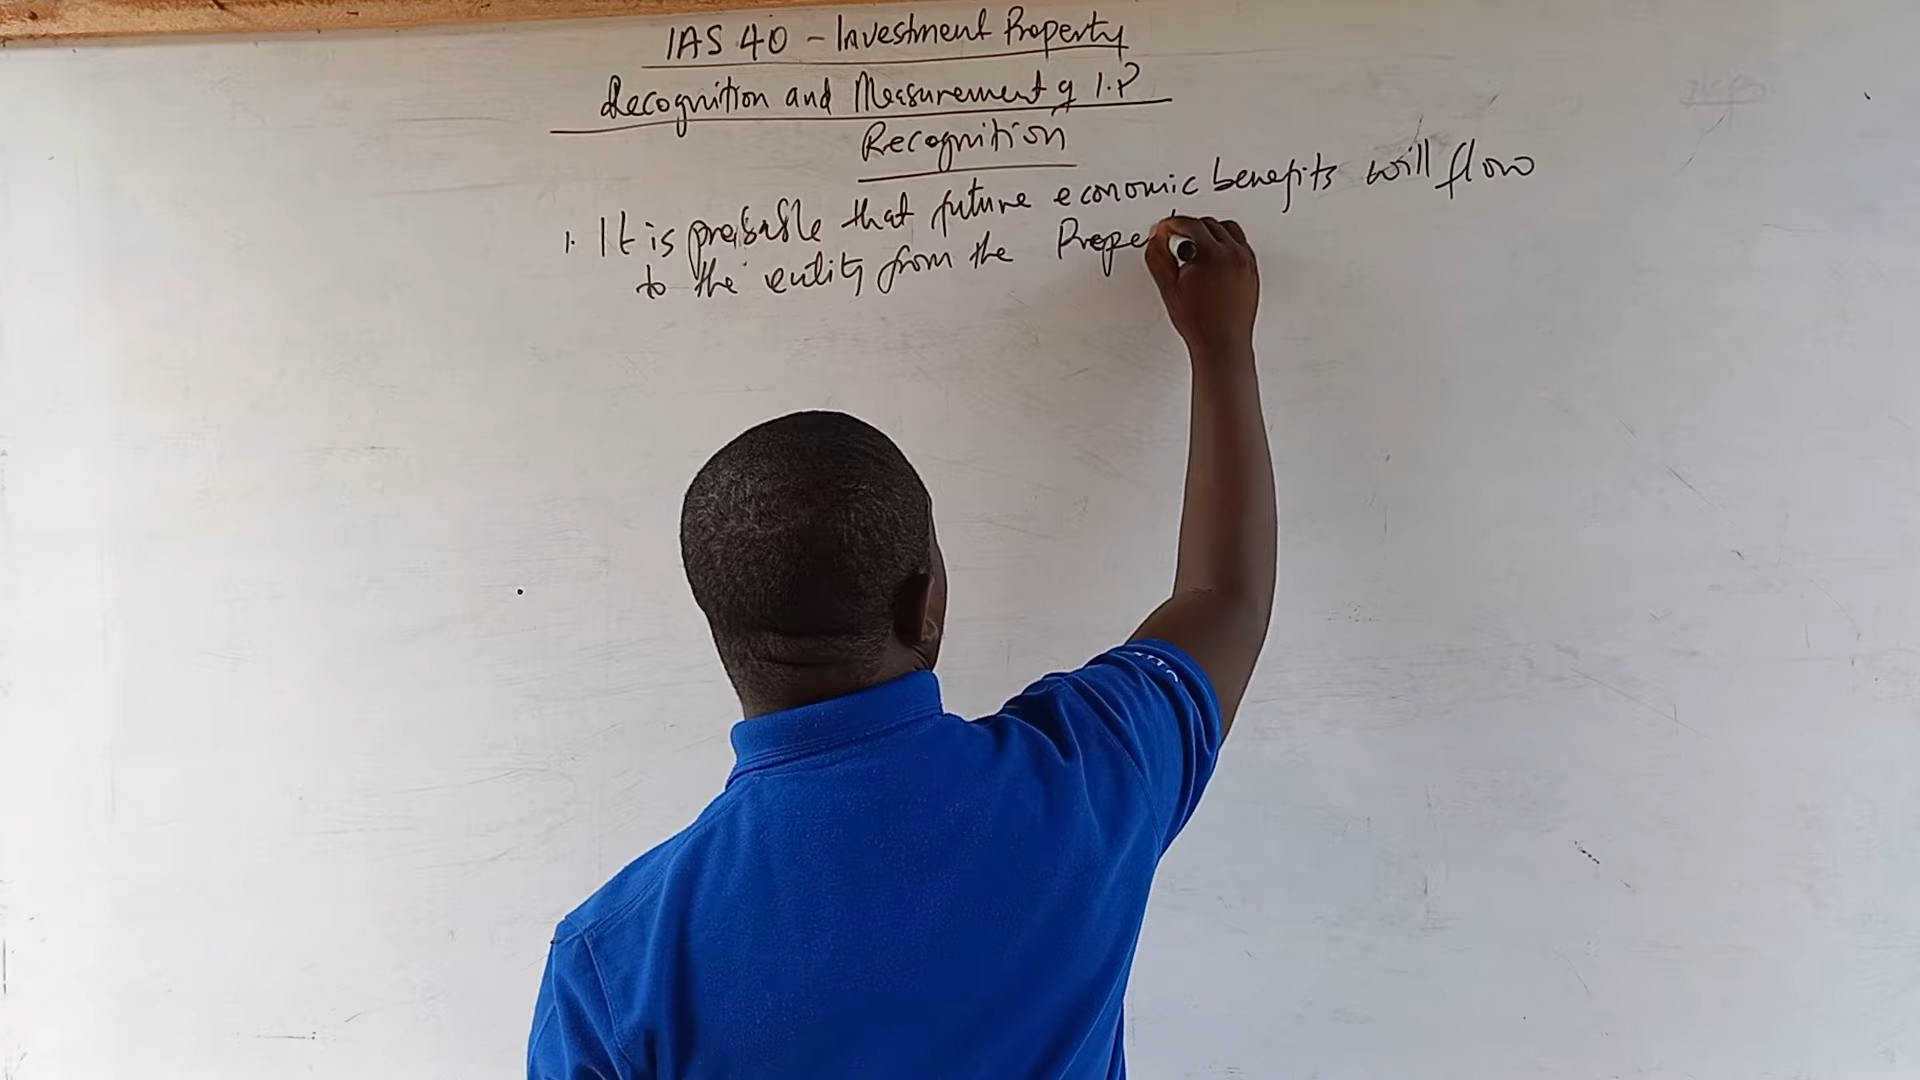 IAS 40 - Investment Property
Recognition and Measurement of I.P
Recognition
1. It is probable that future economic benefits will flow
to the entity from the Prope